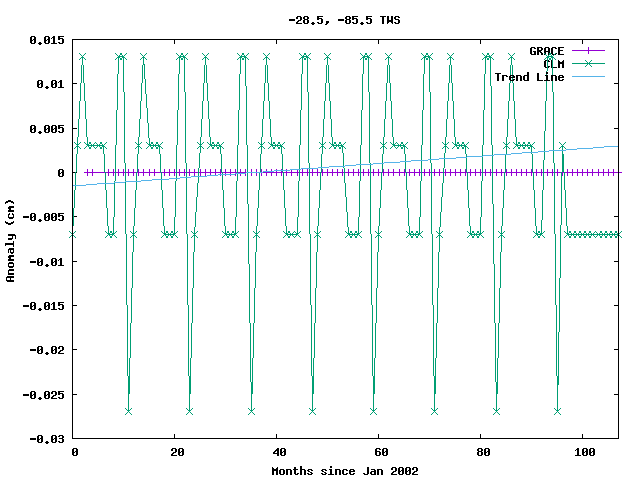 -28.5, -85.5 TWS
GRACE
CLM
Trend Line
0.015
0.01
0.005
0
-0.005
-0.01
-0.015
-0.02
-0.025
-0.03
Anomaly (cm)
0 20 40 60 80 100
Months since Jan 2002